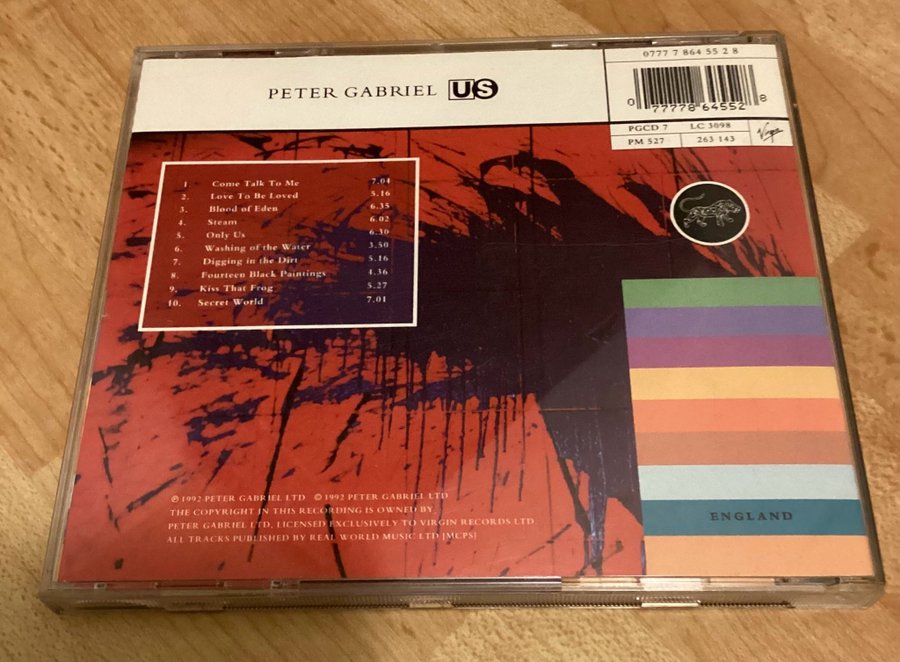 PETER GABRIEL US
0777 7 864 55 2 8
0 77778 64552 8
PGCD 7 LC 3098
PM 527 263 143
Virgin
1. Come Talk To Me 7.04
2. Love To Be Loved 5.16
3. Blood of Eden 6.35
4. Steam 6.02
5. Only Us 6.30
6. Washing of the Water 3.50
7. Digging in the Dirt 5.16
8. Fourteen Black Paintings 4.36
9. Kiss That Frog 5.27
10. Secret World 7.01
ENGLAND
℗ 1992 PETER GABRIEL LTD © 1992 PETER GABRIEL LTD
THE COPYRIGHT IN THIS RECORDING IS OWNED BY
PETER GABRIEL LTD, LICENSED EXCLUSIVELY TO VIRGIN RECORDS LTD
ALL TRACKS PUBLISHED BY REAL WORLD MUSIC LTD [MCPS]